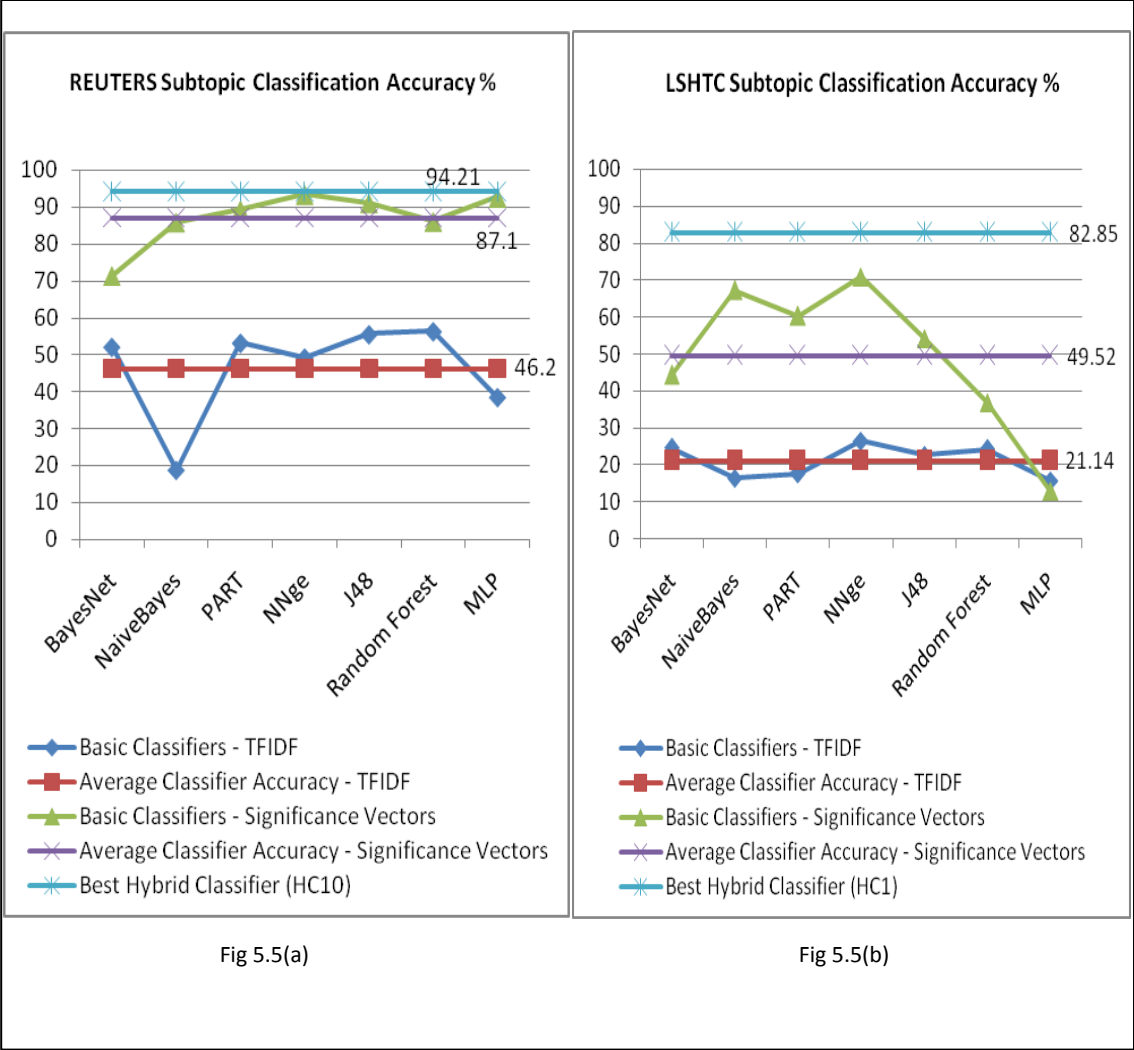 REUTERS Subtopic Classification Accuracy %
100
90
80
70
60
50
40
30
20
10
0
94.21
87.1
46.2
BayesNet
NaiveBayes
PART
NNge
J48
Random Forest
MLP
Basic Classifiers - TFIDF
Average Classifier Accuracy - TFIDF
Basic Classifiers - Significance Vectors
Average Classifier Accuracy - Significance Vectors
Best Hybrid Classifier (HC10)
Fig 5.5(a)
LSHTC Subtopic Classification Accuracy %
100
90
80
70
60
50
40
30
20
10
0
82.85
49.52
21.14
BayesNet
NaiveBayes
PART
NNge
J48
Random Forest
MLP
Basic Classifiers - TFIDF
Average Classifier Accuracy - TFIDF
Basic Classifiers - Significance Vectors
Average Classifier Accuracy - Significance Vectors
Best Hybrid Classifier (HC1)
Fig 5.5(b)